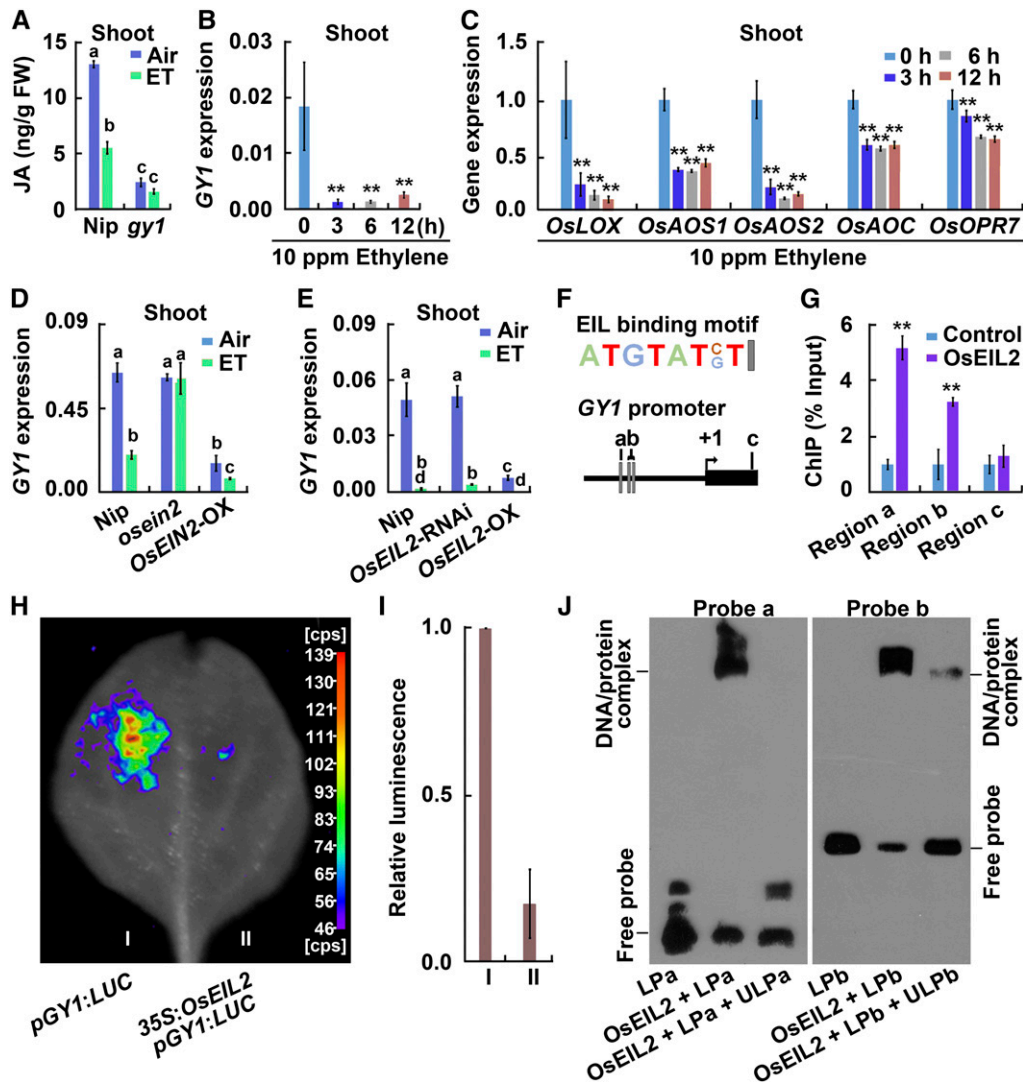 A
Shoot
JA (ng/g FW)
15
12
9
6
3
0
Air
ET
a
b
c c
Nip gy1
B
Shoot
GY1 expression
0.03
0.02
0.01
0.00
** ** **
0 3 6 12(h)
10 ppm Ethylene
C
Shoot
Gene expression
1.5
1.0
0.5
0.0
0 h 6 h
3 h 12 h
** ** **
** ** **
** ** **
** ** **
** ** **
OsLOX OsAOS1 OsAOS2 OsAOC OsOPR7
10 ppm Ethylene
D
Shoot
GY1 expression
0.09
0.45
0.00
Air
ET
a
b
a a
b
c
Nip
osein2
OsEIN2-OX
E
Shoot
GY1 expression
0.09
0.06
0.03
0.00
Air
ET
a
b
d
a
b
c
d
Nip
OsEIL2-RNAi
OsEIL2-OX
F
EIL binding motif
ATGTATCT
G
GY1 promoter
a b +1 c
G
ChIP (% Input)
6
4
2
0
Control
OsEIL2
**
**
Region a
Region b
Region c
H
[cps]
139
130
121
111
102
93
83
74
65
56
46
[cps]
I II
pGY1:LUC
35S:OsEIL2
pGY1:LUC
I
Relative luminescence
1.0
0.5
0.0
I II
J
Probe a Probe b
DNA/protein
complex
Free probe
DNA/protein
complex
Free probe
LPa
OsEIL2 + LPa
OsEIL2 + LPa + ULPa
LPb
OsEIL2 + LPb
OsEIL2 + LPb + ULPb